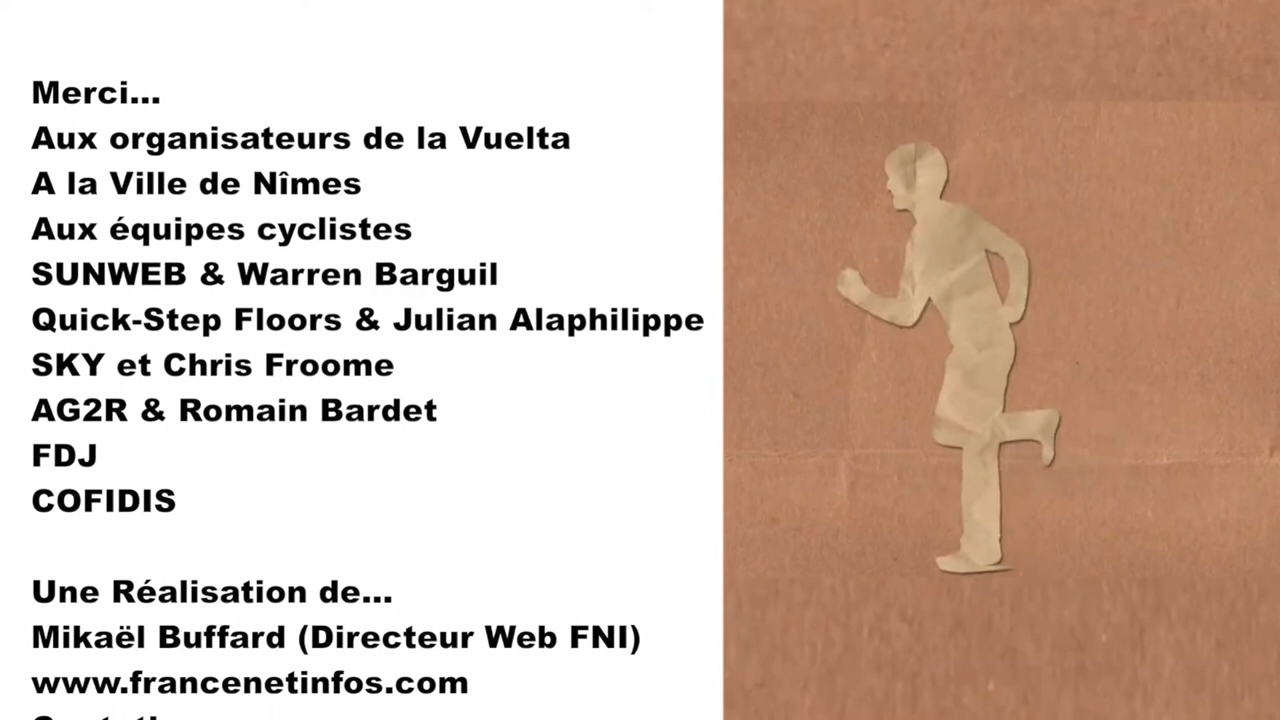 Merci...
Aux organisateurs de la Vuelta
A la Ville de Nîmes
Aux équipes cyclistes
SUNWEB & Warren Barguil
Quick-Step Floors & Julian Alaphilippe
SKY et Chris Froome
AG2R & Romain Bardet
FDJ
COFIDIS
Une Réalisation de...
Mikaël Buffard (Directeur Web FNI)
www.francenetinfos.com